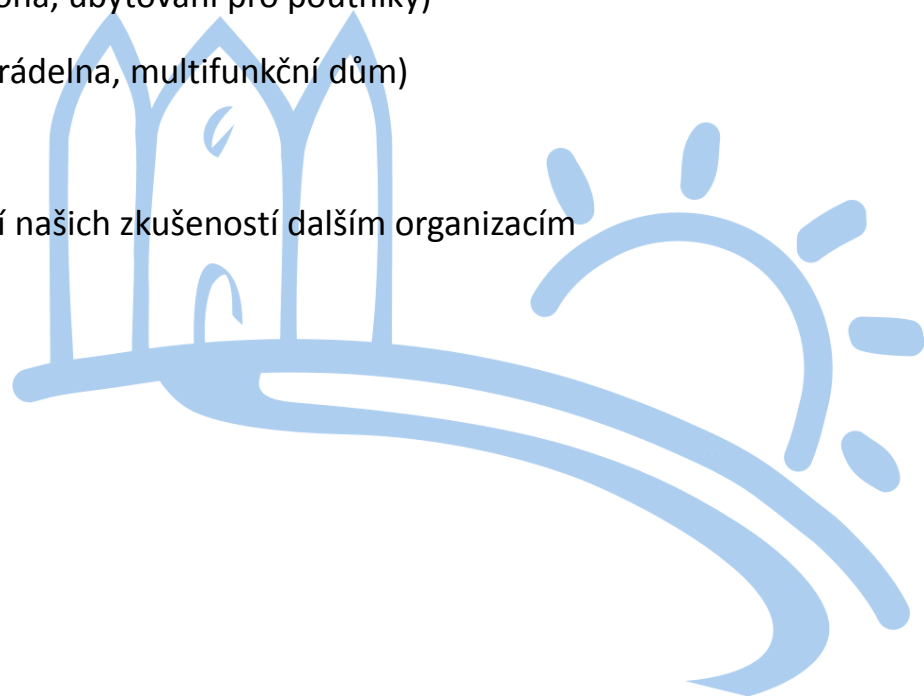 ubytování pro poutníky)
rádelna, multifunkční dům)
í našich zkušeností dalším organizacím